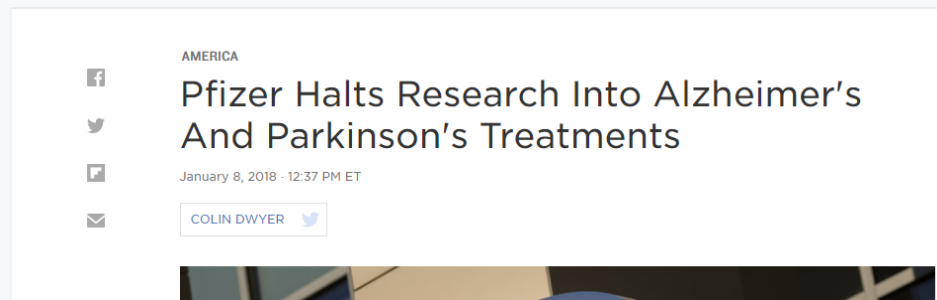 AMERICA
Pfizer Halts Research Into Alzheimer's
And Parkinson's Treatments
January 8, 2018 · 12:37 PM ET
COLIN DWYER